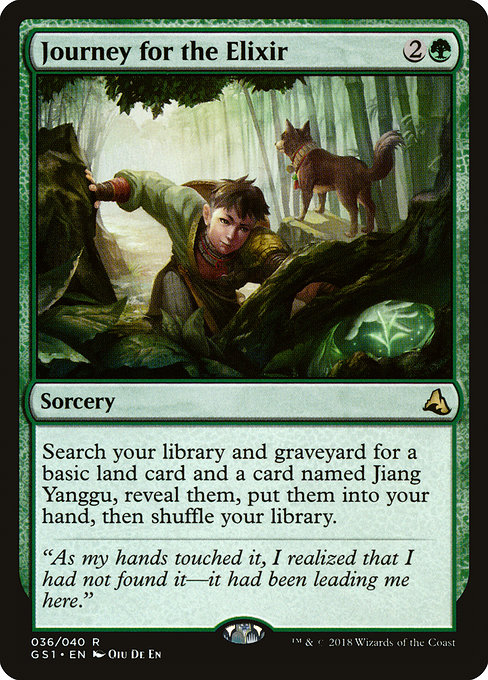 Journey for the Elixir 2
Sorcery
Search your library and graveyard for a
basic land card and a card named Jiang
Yanggu, reveal them, put them into your
hand, then shuffle your library.
“As my hands touched it, I realized that I
had not found it—it had been leading me
here.”
036/040 R
GS1 • EN Qiu De En
™ & © 2018 Wizards of the Coast